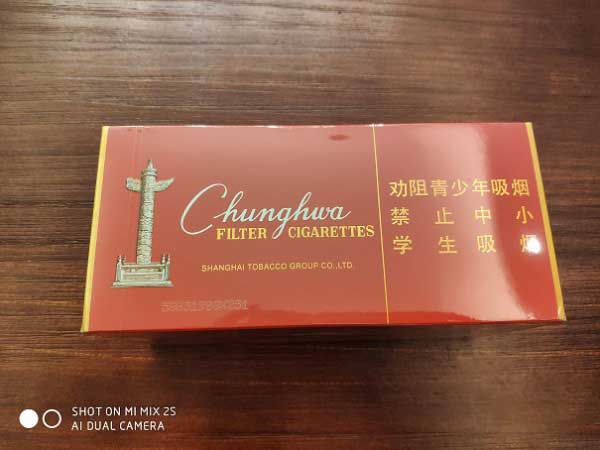 Chunghwa
FILTER CIGARETTES
SHANGHAI TOBACCO GROUP CO.,LTD.
劝阻青少年吸烟
禁止中小
学生吸烟
SHOT ON MI MIX 2S
AI DUAL CAMERA